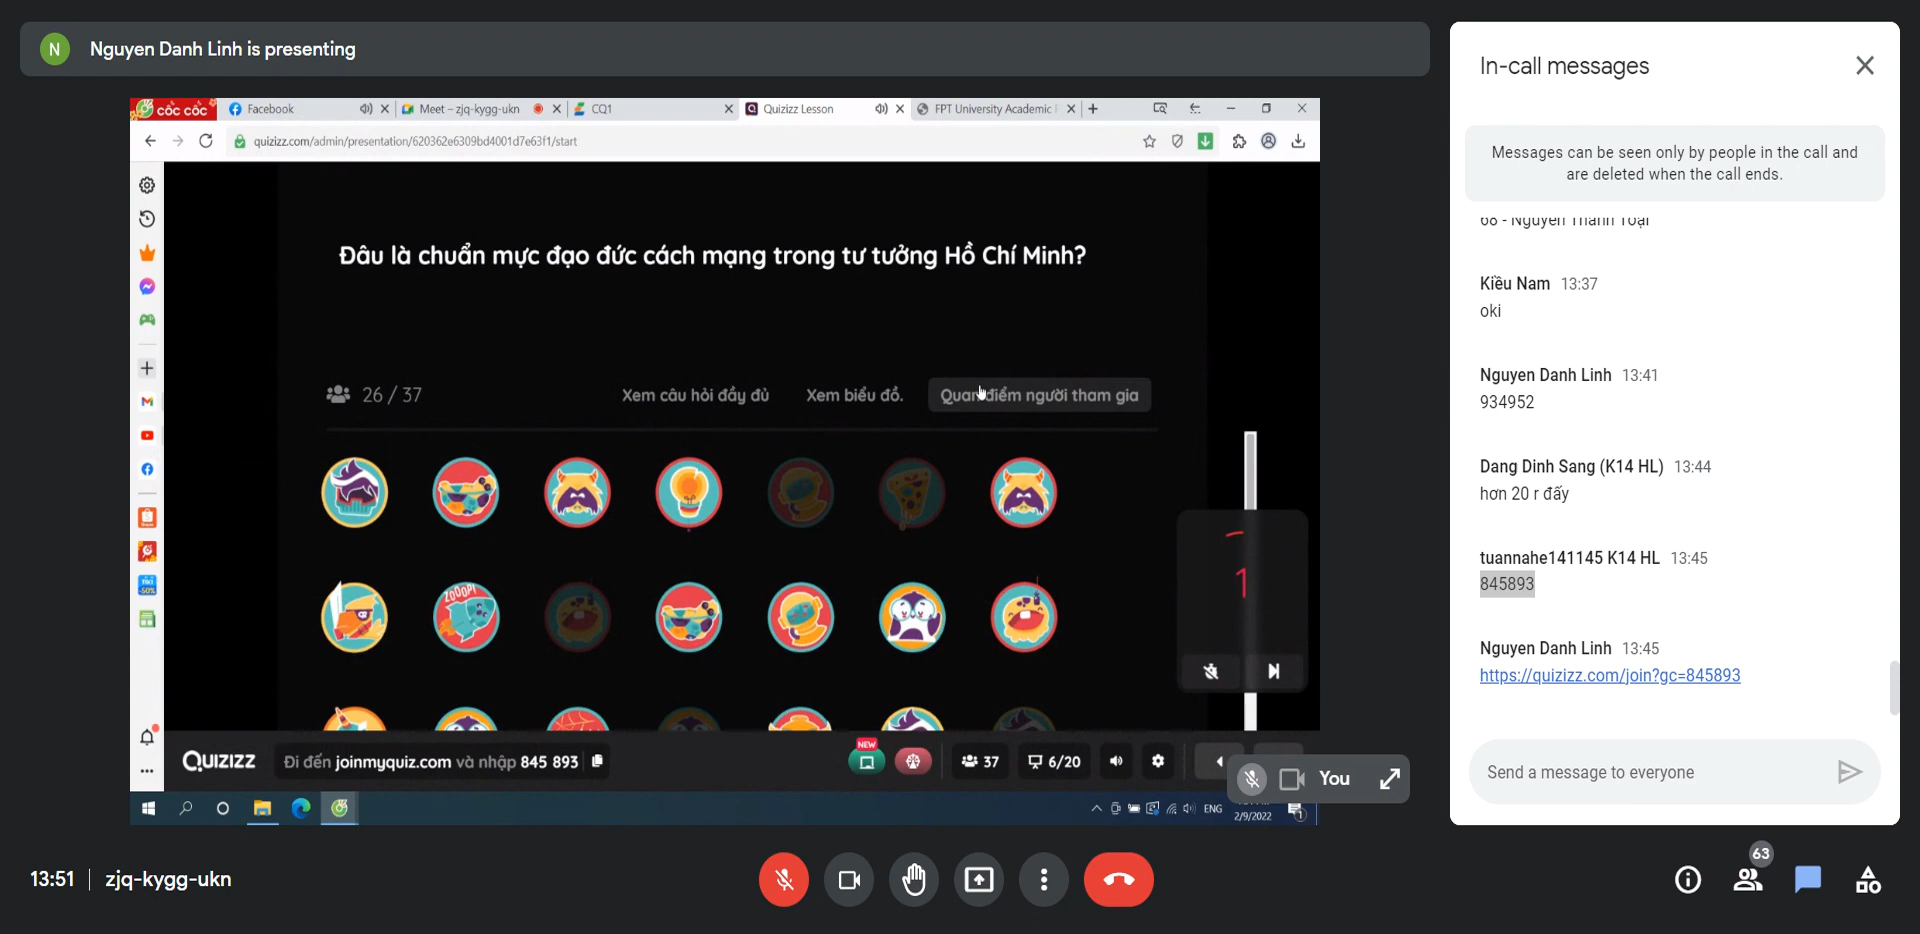 N Nguyen Danh Linh is presenting
cốc cốc Facebook Meet – zjq-kygg-ukn CQ1 Quizizz Lesson FPT University Academic
quizizz.com/admin/presentation/620362e6309bd4001d7e63f1/start
Đâu là chuẩn mực đạo đức cách mạng trong tư tưởng Hồ Chí Minh?
26 / 37 Xem câu hỏi đầy đủ Xem biểu đồ. Quan điểm người tham gia
ZOOOP!
1
NEW
QUIZIZZ Đi đến joinmyquiz.com và nhập 845 893 37 6/20
You
ENG
2/9/2022
1
13:51 | zjq-kygg-ukn
In-call messages
Messages can be seen only by people in the call and
are deleted when the call ends.
68 - Nguyen Thanh Toại
Kiều Nam 13:37
oki
Nguyen Danh Linh 13:41
934952
Dang Dinh Sang (K14 HL) 13:44
hơn 20 r đấy
tuannahe141145 K14 HL 13:45
845893
Nguyen Danh Linh 13:45
https://quizizz.com/join?gc=845893
Send a message to everyone
63